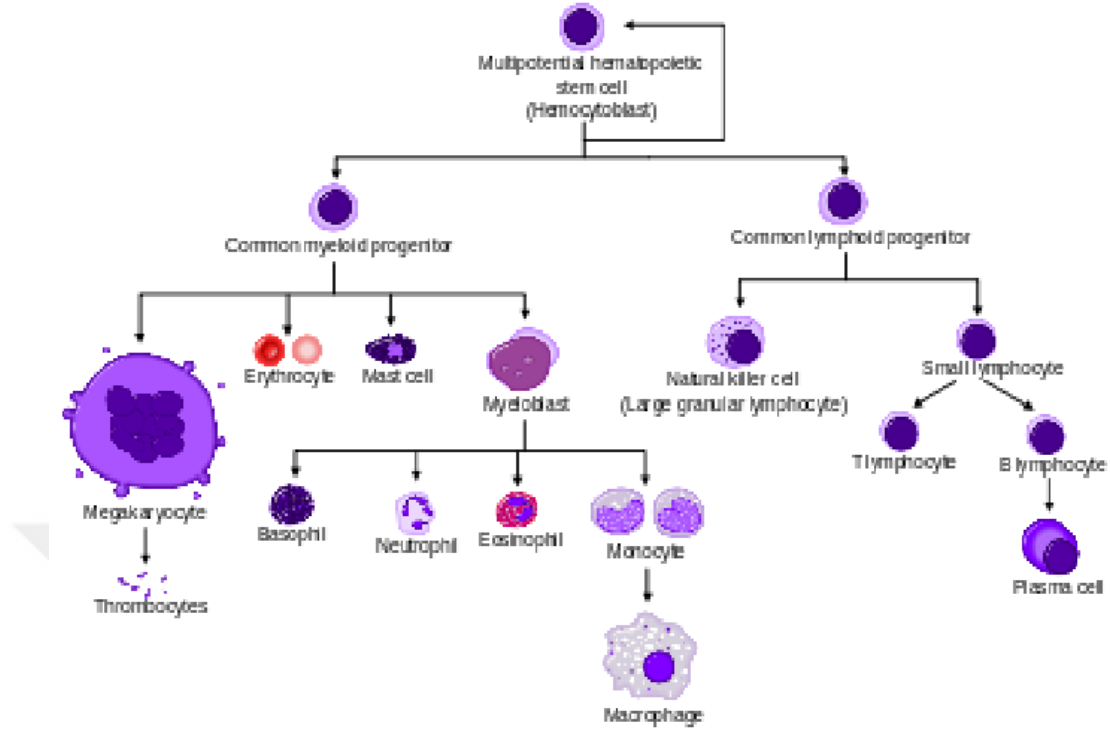 Multipotential hematopoietic
stem cell
(Hemocytoblast)
Common myeloid progenitor
Common lymphoid progenitor
Erythrocyte
Mast cell
Myeloblast
Natural killer cell
(Large granular lymphocyte)
Small lymphocyte
T lymphocyte
B lymphocyte
Megakaryocyte
Basophil
Neutrophil
Eosinophil
Monocyte
Plasma cell
Thrombocytes
Macrophage